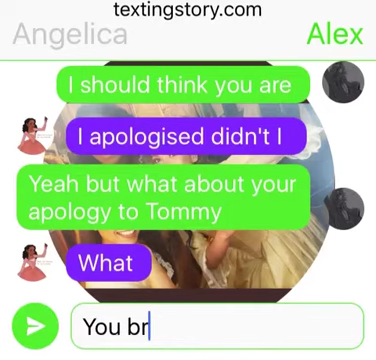 textingstory.com
Angelica Alex
I should think you are
I apologised didn't I
Yeah but what about your
apology to Tommy
What
You br